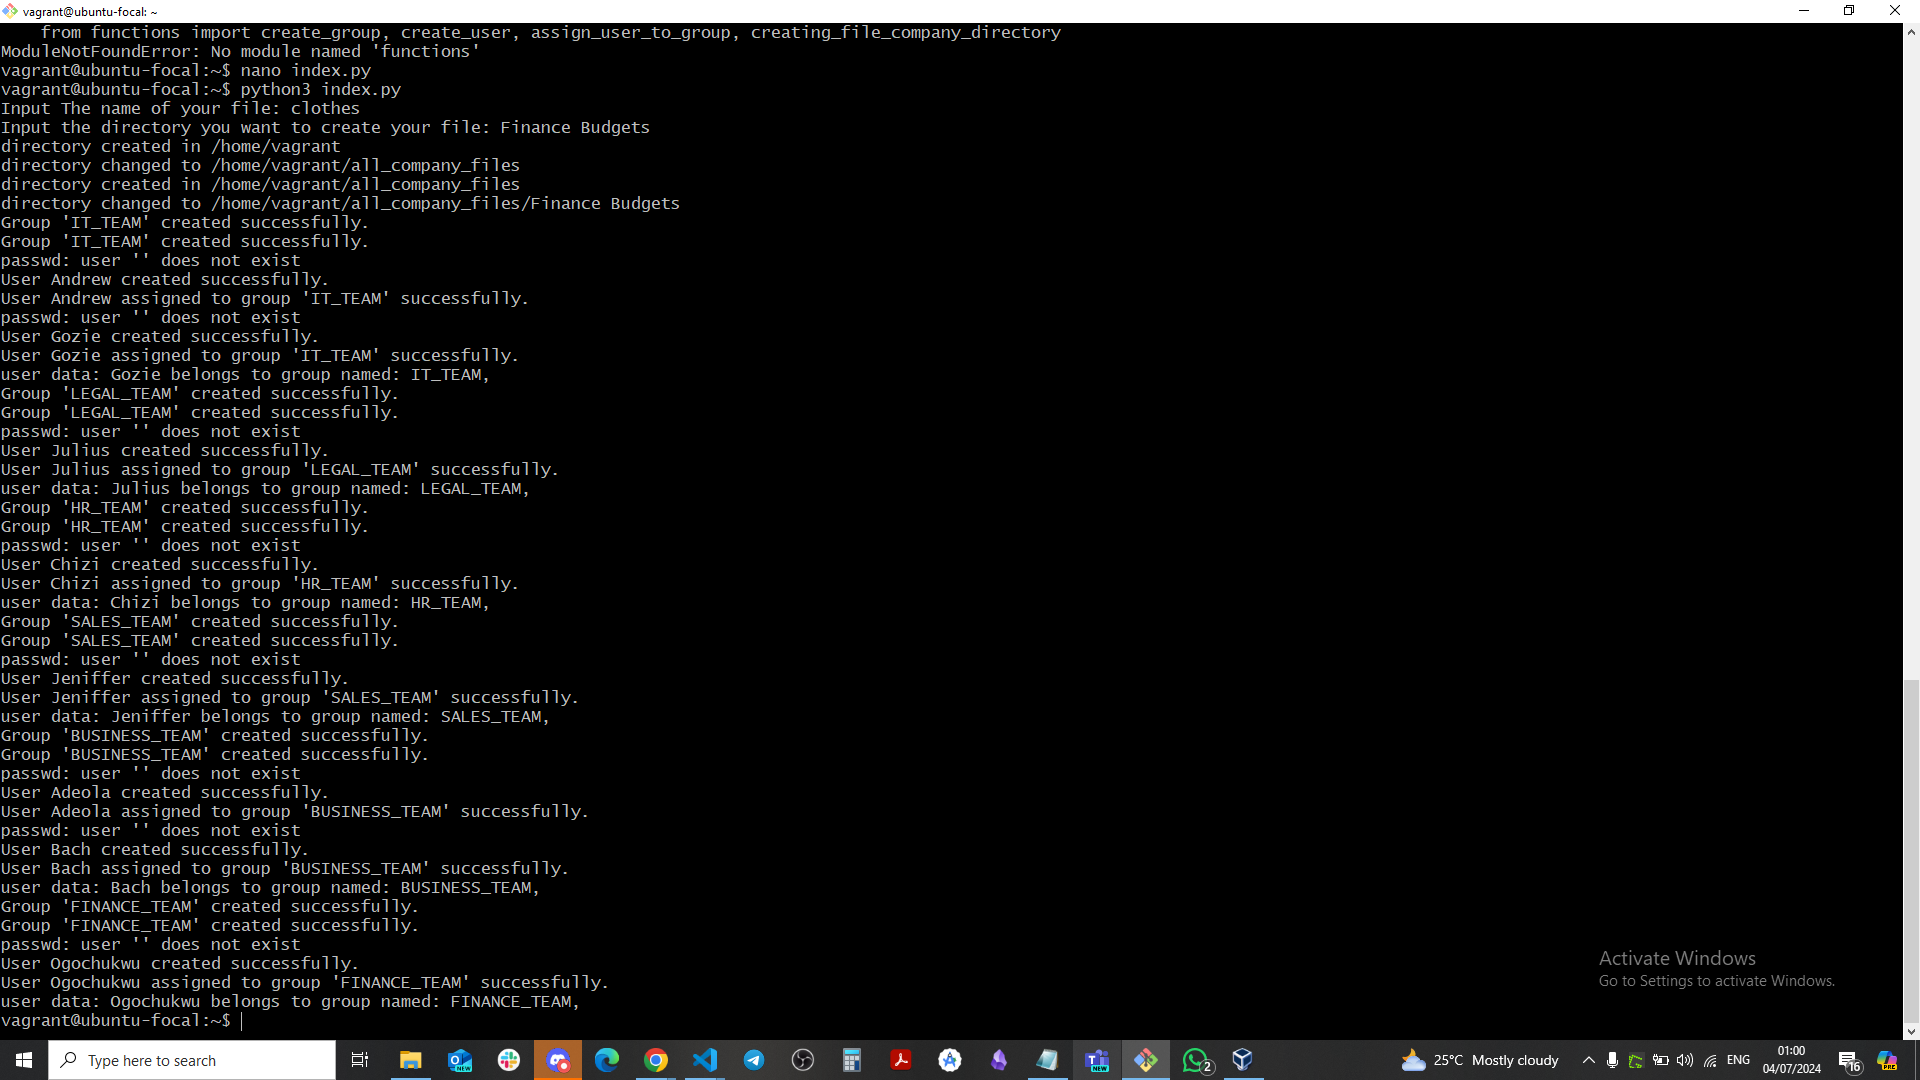 vagrant@ubuntu-focal: ~
    from functions import create_group, create_user, assign_user_to_group, creating_file_company_directory
ModuleNotFoundError: No module named 'functions'
vagrant@ubuntu-focal:~$ nano index.py
vagrant@ubuntu-focal:~$ python3 index.py
Input The name of your file: clothes
Input the directory you want to create your file: Finance Budgets
directory created in /home/vagrant
directory changed to /home/vagrant/all_company_files
directory created in /home/vagrant/all_company_files
directory changed to /home/vagrant/all_company_files/Finance Budgets
Group 'IT_TEAM' created successfully.
Group 'IT_TEAM' created successfully.
passwd: user '' does not exist
User Andrew created successfully.
User Andrew assigned to group 'IT_TEAM' successfully.
passwd: user '' does not exist
User Gozie created successfully.
User Gozie assigned to group 'IT_TEAM' successfully.
user data: Gozie belongs to group named: IT_TEAM,
Group 'LEGAL_TEAM' created successfully.
Group 'LEGAL_TEAM' created successfully.
passwd: user '' does not exist
User Julius created successfully.
User Julius assigned to group 'LEGAL_TEAM' successfully.
user data: Julius belongs to group named: LEGAL_TEAM,
Group 'HR_TEAM' created successfully.
Group 'HR_TEAM' created successfully.
passwd: user '' does not exist
User Chizi created successfully.
User Chizi assigned to group 'HR_TEAM' successfully.
user data: Chizi belongs to group named: HR_TEAM,
Group 'SALES_TEAM' created successfully.
Group 'SALES_TEAM' created successfully.
passwd: user '' does not exist
User Jeniffer created successfully.
User Jeniffer assigned to group 'SALES_TEAM' successfully.
user data: Jeniffer belongs to group named: SALES_TEAM,
Group 'BUSINESS_TEAM' created successfully.
Group 'BUSINESS_TEAM' created successfully.
passwd: user '' does not exist
User Adeola created successfully.
User Adeola assigned to group 'BUSINESS_TEAM' successfully.
passwd: user '' does not exist
User Bach created successfully.
User Bach assigned to group 'BUSINESS_TEAM' successfully.
user data: Bach belongs to group named: BUSINESS_TEAM,
Group 'FINANCE_TEAM' created successfully.
Group 'FINANCE_TEAM' created successfully.
passwd: user '' does not exist
User Ogochukwu created successfully.
User Ogochukwu assigned to group 'FINANCE_TEAM' successfully.
user data: Ogochukwu belongs to group named: FINANCE_TEAM,
vagrant@ubuntu-focal:~$
Activate Windows
Go to Settings to activate Windows.
Type here to search
NEW
NEW
2
25°C Mostly cloudy
ENG
01:00
04/07/2024
16
PRE